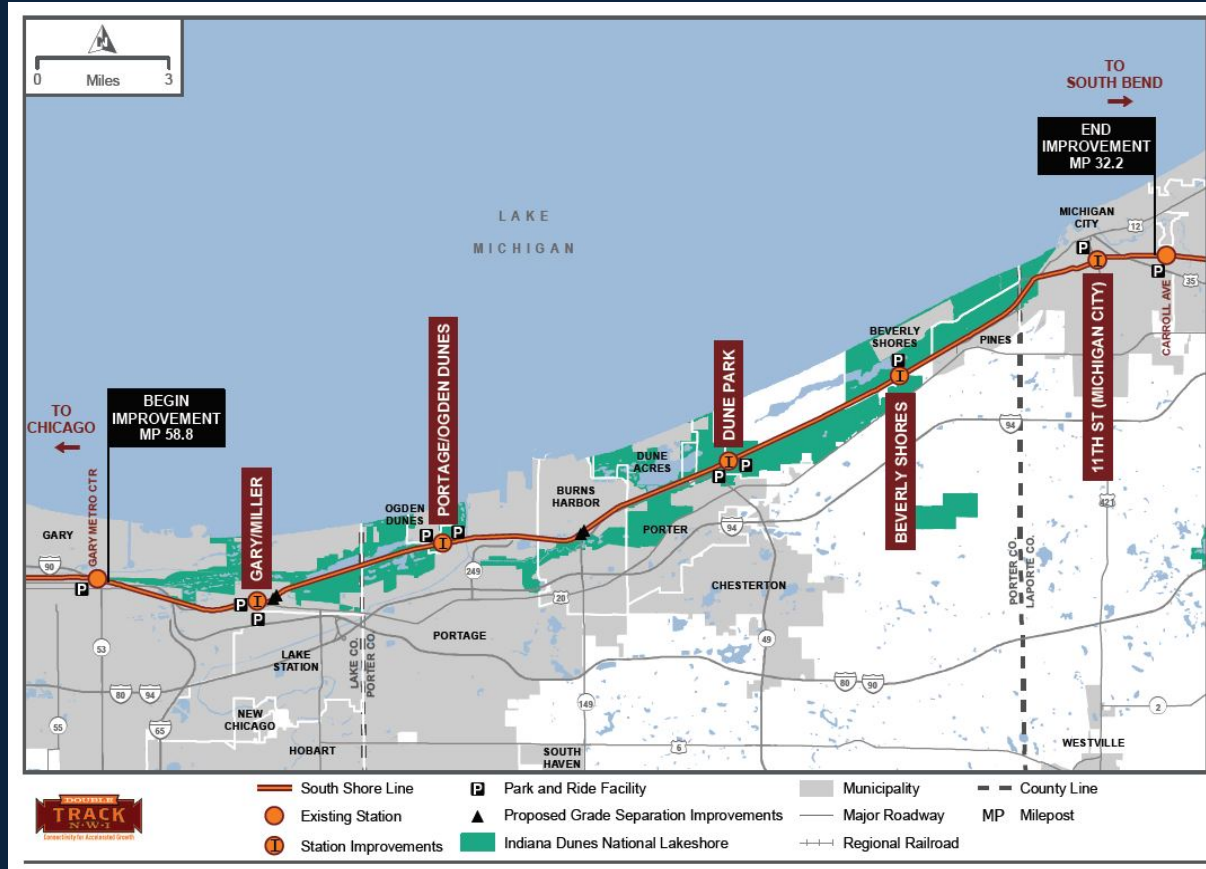 N
0 Miles 3
TO
SOUTH BEND
END
IMPROVEMENT
MP 32.2
LAKE
MICHIGAN
MICHIGAN
CITY
12
35
CARROLL AVE
11TH ST (MICHIGAN CITY)
421
BEVERLY
SHORES
PINES
BEVERLY SHORES
94
DUNE PARK
DUNE
ACRES
PORTAGE/OGDEN DUNES
BURNS
HARBOR
PORTER
94
OGDEN
DUNES
BEGIN
IMPROVEMENT
MP 58.8
TO
CHICAGO
GARY METRO CTR
GARY
90
GARY/MILLER
249
20
CHESTERTON
PORTER CO.
LAPORTE CO.
LAKE CO.
PORTER CO.
PORTAGE
LAKE
STATION
53
49
80 94
80 90
149
2
NEW
CHICAGO
55
65
HOBART
SOUTH
HAVEN
6
WESTVILLE
P
P
P
P
P
P
P
P
P
P
I
I
I
I
I
DOUBLE
TRACK
N·W·I
Connectivity for Accelerated Growth
South Shore Line
Existing Station
I Station Improvements
P Park and Ride Facility
Proposed Grade Separation Improvements
Indiana Dunes National Lakeshore
Municipality
Major Roadway
Regional Railroad
County Line
MP Milepost